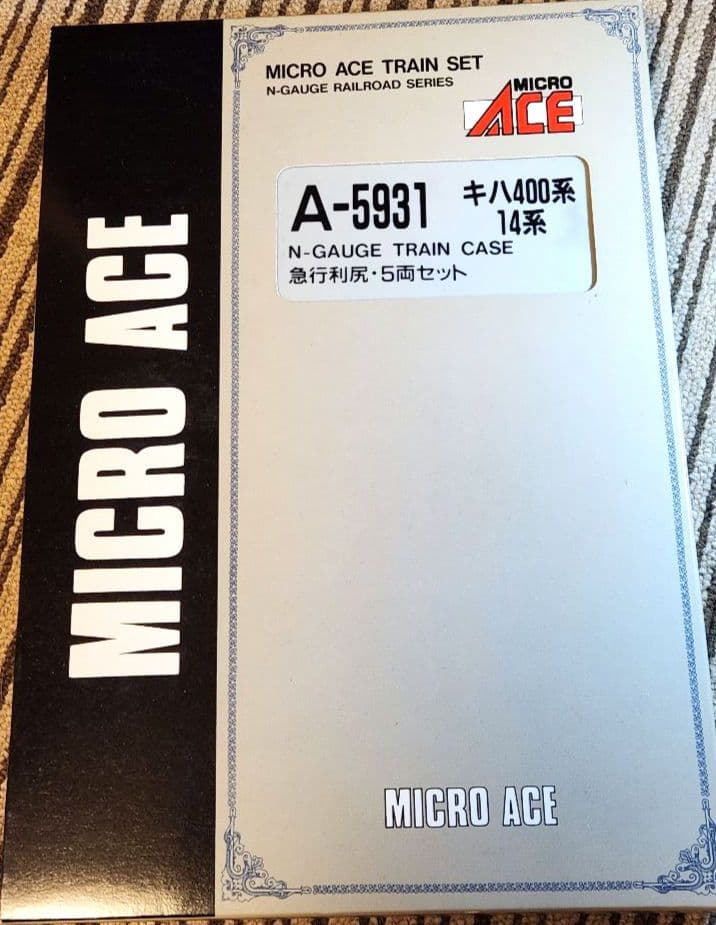 MICRO ACE
MICRO ACE TRAIN SET
N-GAUGE RAILROAD SERIES
MICRO
ACE
A-5931
キハ400系
14系
N-GAUGE TRAIN CASE
急行利尻・5両セット
MICRO ACE